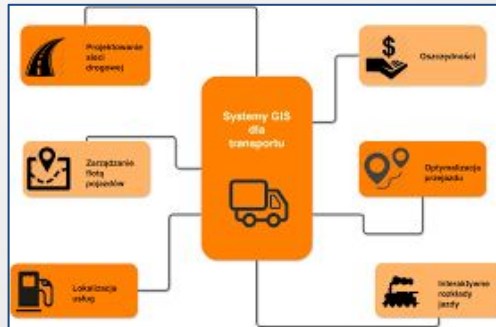 Projektowanie
sieci
drogowej
$
Oszczędności
Systemy GIS
dla
transportu
Zarządzanie
flotą
pojazdów
Optymalizacja
przejazdu
Lokalizacja
usług
Interaktywne
rozkłady
jazdy